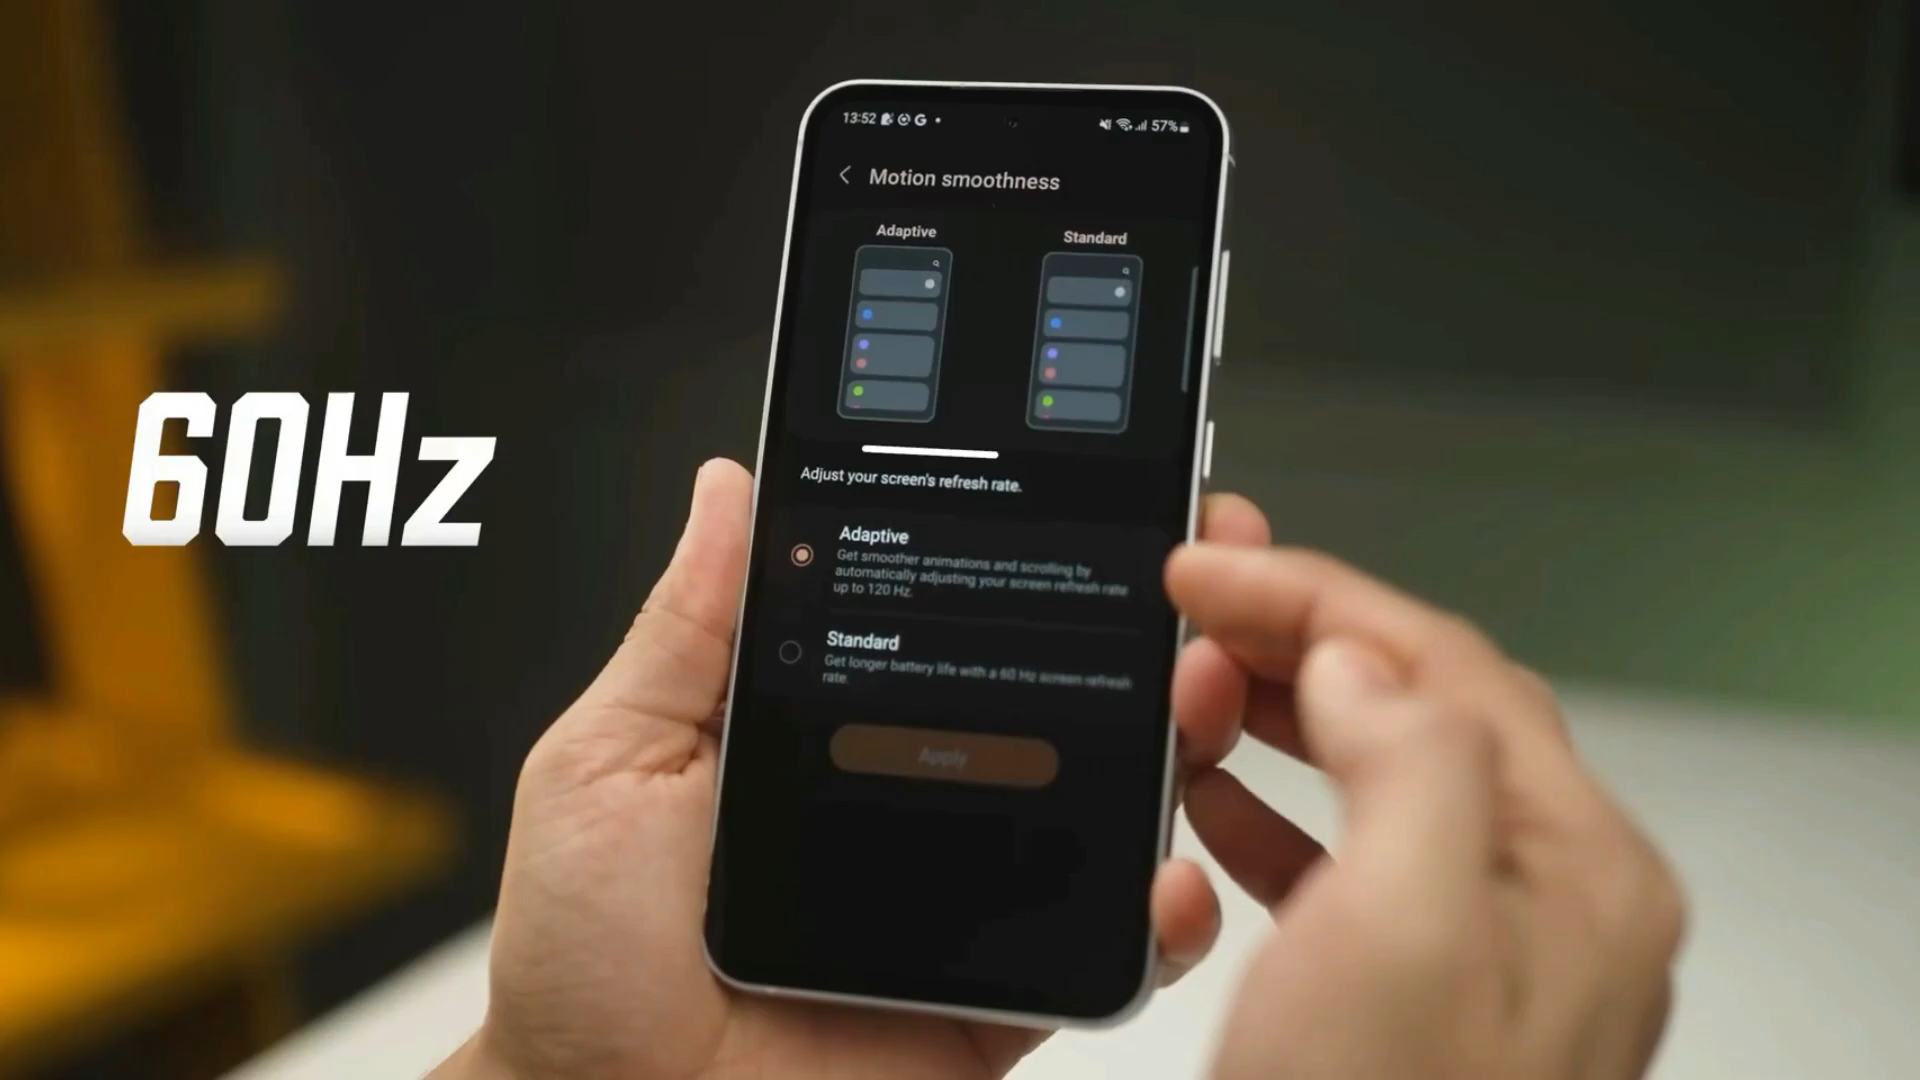 13:52 57%
Motion smoothness
Adaptive
Standard
60Hz
Adjust your screen's refresh rate.
Adaptive
Get smoother animations and scrolling by
automatically adjusting your screen refresh rate
up to 120 Hz.
Standard
Get longer battery life with a 60 Hz screen refresh
rate.
Apply